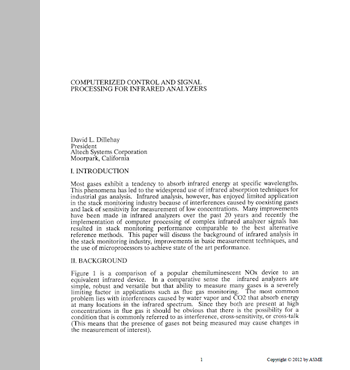 COMPUTERIZED CONTROL AND SIGNAL
PROCESSING FOR INFRARED ANALYZERS
David L. Dillehay
President
Altech Systems Corporation
Moorpark, California
I. INTRODUCTION
Most gases exhibit a tendency to absorb infrared energy at specific wavelengths.
This phenomena has led to the widespread use of infrared absorption techniques for
industrial gas analysis. Infrared analysis, however, has enjoyed limited application
in the stack monitoring industry because of interferences caused by coexisting gases
and lack of sensitivity for measurement of low concentrations. Many improvements
have been made in infrared analyzers over the past 20 years and recently the
implementation of computer processing of complex infrared analyzer signals has
resulted in stack monitoring performance comparable to the best alternative
reference methods. This paper will discuss the background of infrared analysis in
the stack monitoring industry, improvements in basic measurement techniques, and
the use of microprocessors to achieve state of the art performance.
II. BACKGROUND
Figure 1 is a comparison of a popular chemiluminescent NOx device to an
equivalent infrared device. In a comparative sense the infrared analyzers are
simple, robust and versatile but that ability to measure many gases is a severely
limiting factor in applications such as flue gas monitoring. The most common
problem lies with interferences caused by water vapor and CO2 that absorb energy
at many locations in the infrared spectrum. Since they both are present at high
concentrations in flue gas it should be obvious that there is the possibility for a
condition that is commonly referred to as interference, cross-sensitivity, or cross-talk
(This means that the presence of gases not being measured may cause changes in
the measurement of interest).
1 Copyright © 2012 by ASME